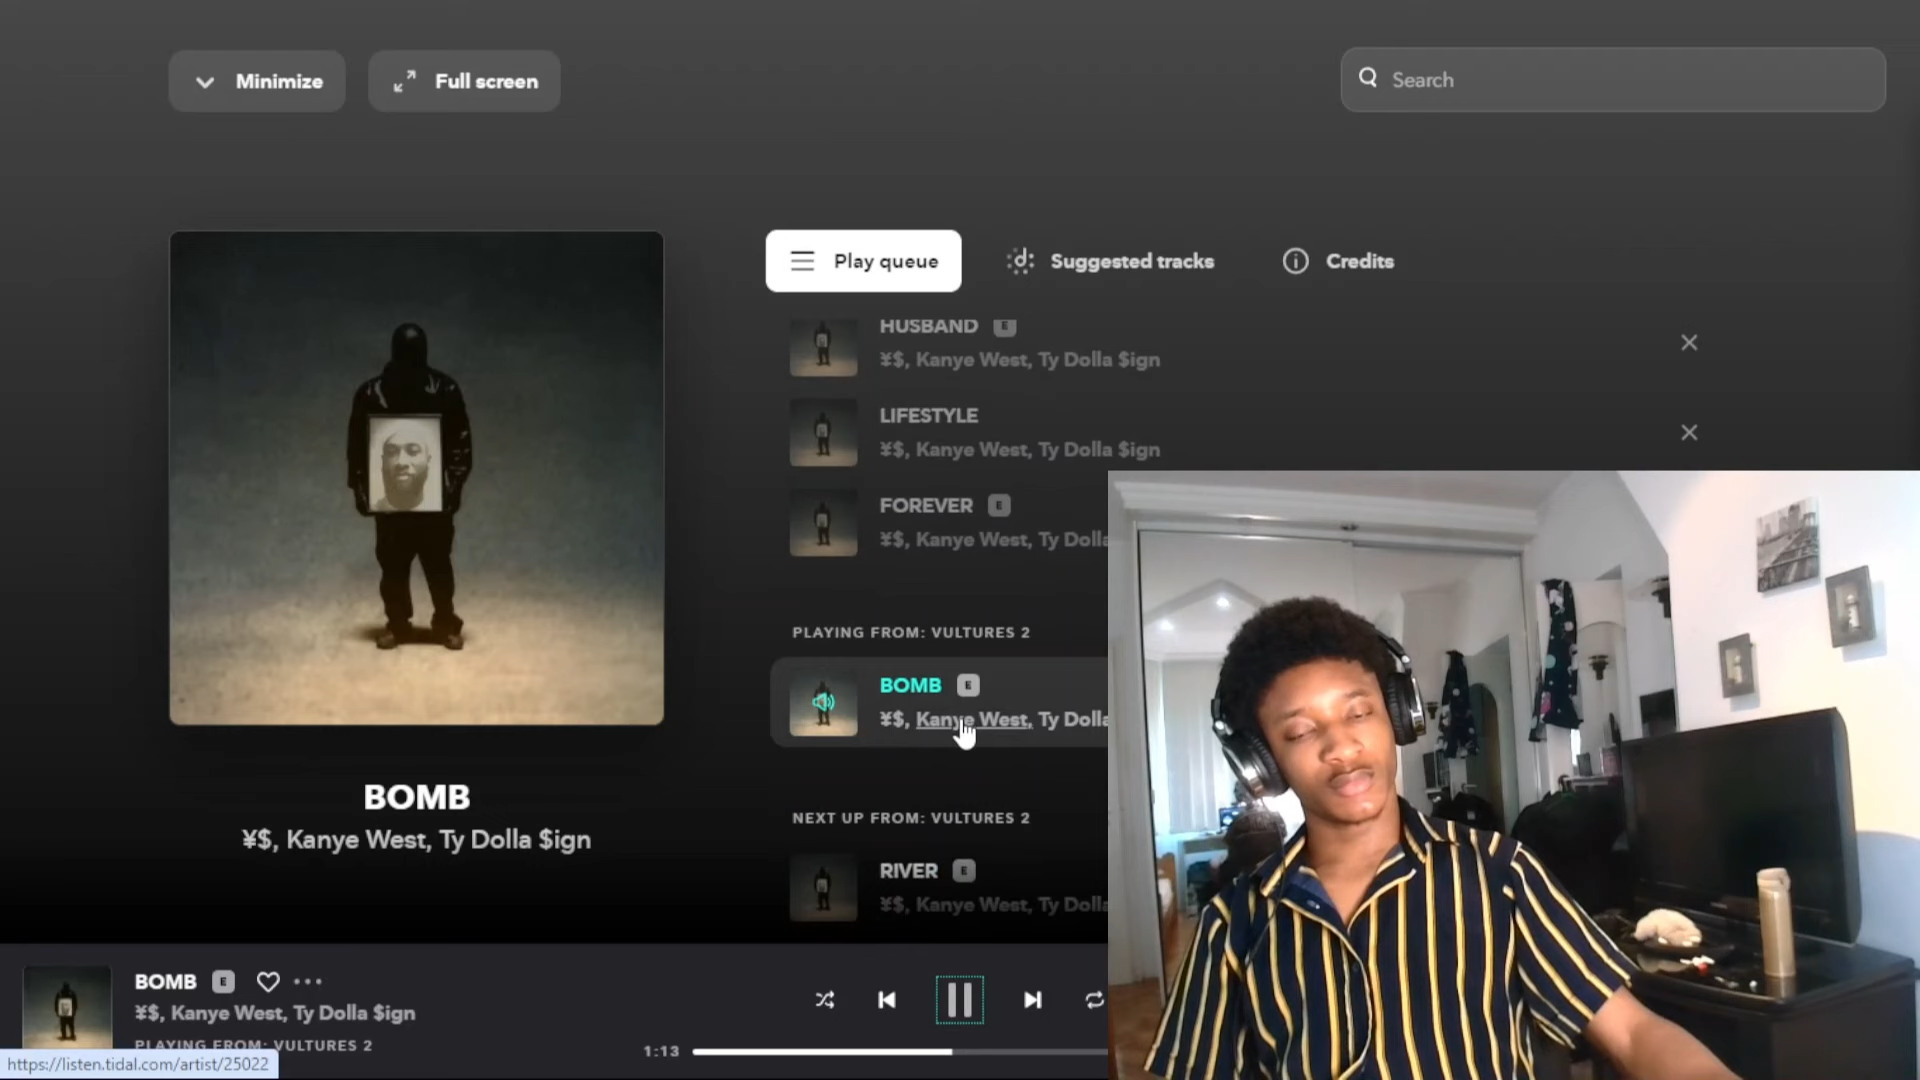 Minimize
Full screen
Search
Play queue
Suggested tracks
Credits
HUSBAND E
¥$, Kanye West, Ty Dolla $ign
LIFESTYLE
¥$, Kanye West, Ty Dolla $ign
FOREVER E
¥$, Kanye West, Ty Dolla
PLAYING FROM: VULTURES 2
BOMB E
¥$, Kanye West, Ty Dolla
NEXT UP FROM: VULTURES 2
RIVER E
¥$, Kanye West, Ty Dolla
BOMB
¥$, Kanye West, Ty Dolla $ign
BOMB E
¥$, Kanye West, Ty Dolla $ign
PLAYING FROM: VULTURES 2
1:13
https://listen.tidal.com/artist/25022